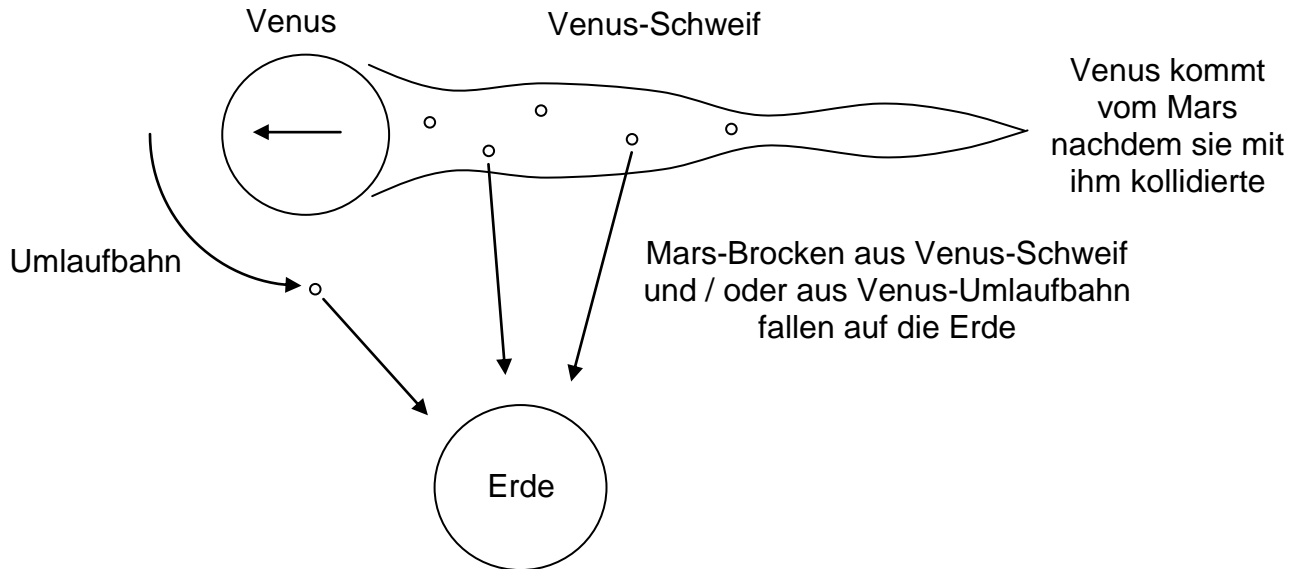 Venus
Venus-Schweif
Venus kommt
vom Mars
nachdem sie mit
ihm kollidierte
Umlaufbahn
Mars-Brocken aus Venus-Schweif
und / oder aus Venus-Umlaufbahn
fallen auf die Erde
Erde